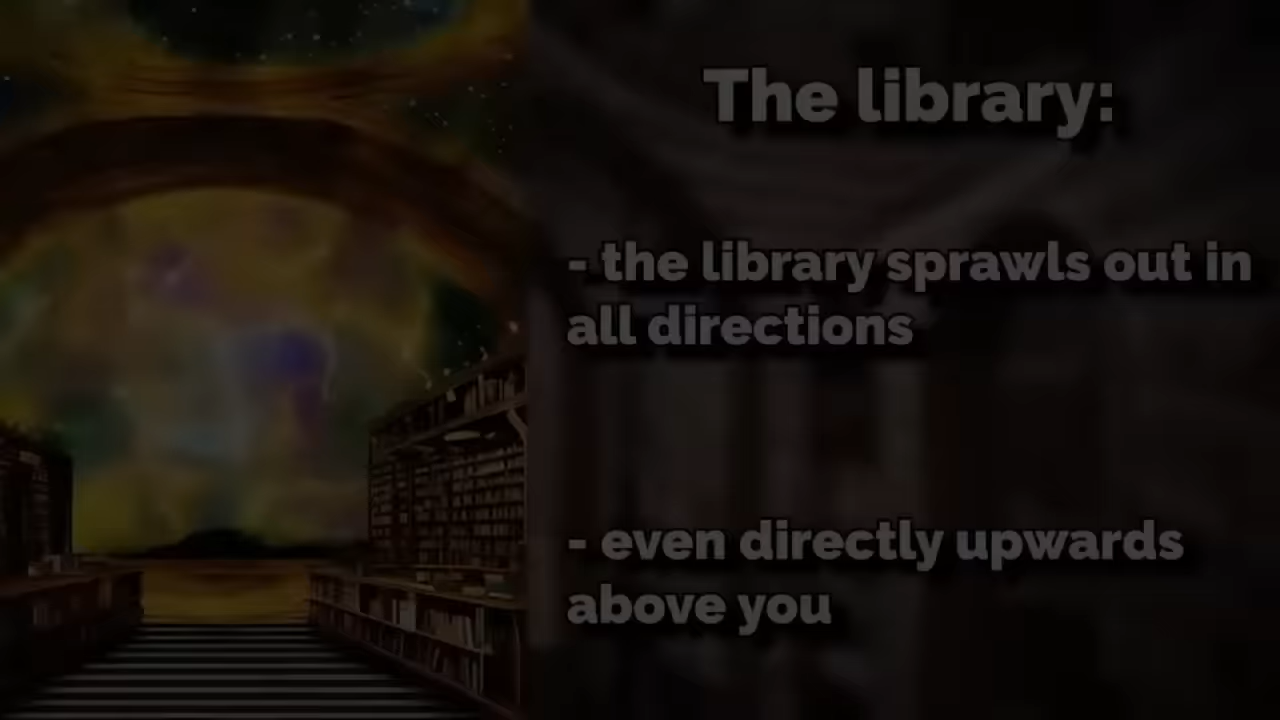 The library:
- the library sprawls out in
all directions
- even directly upwards
above you